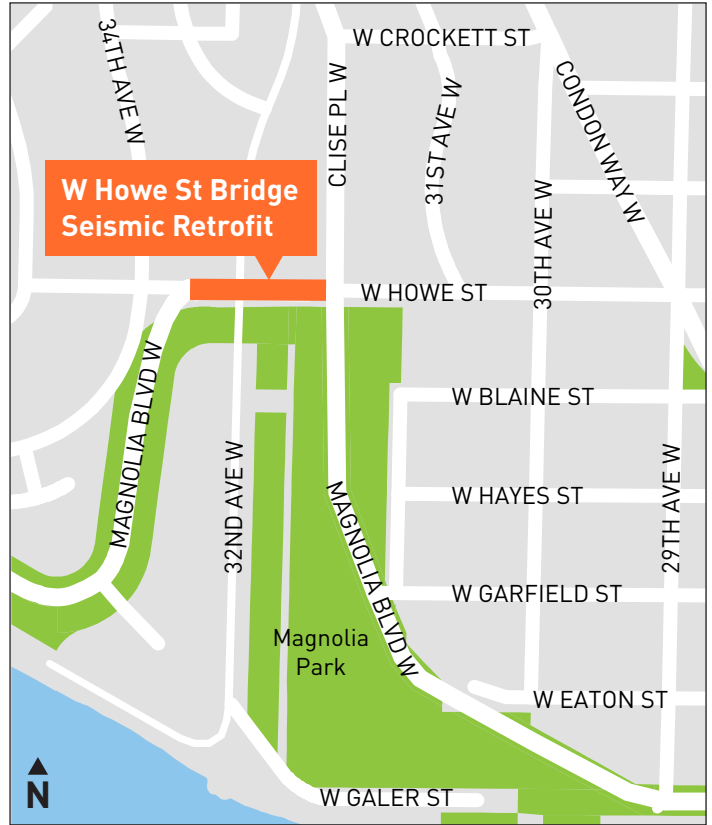 34TH AVE W
W CROCKETT ST
CLISE PL W
31ST AVE W
CONDON WAY W
W Howe St Bridge
Seismic Retrofit
30TH AVE W
W HOWE ST
MAGNOLIA BLVD W
32ND AVE W
W BLAINE ST
29TH AVE W
W HAYES ST
MAGNOLIA BLVD W
W GARFIELD ST
Magnolia
Park
W EATON ST
N
W GALER ST